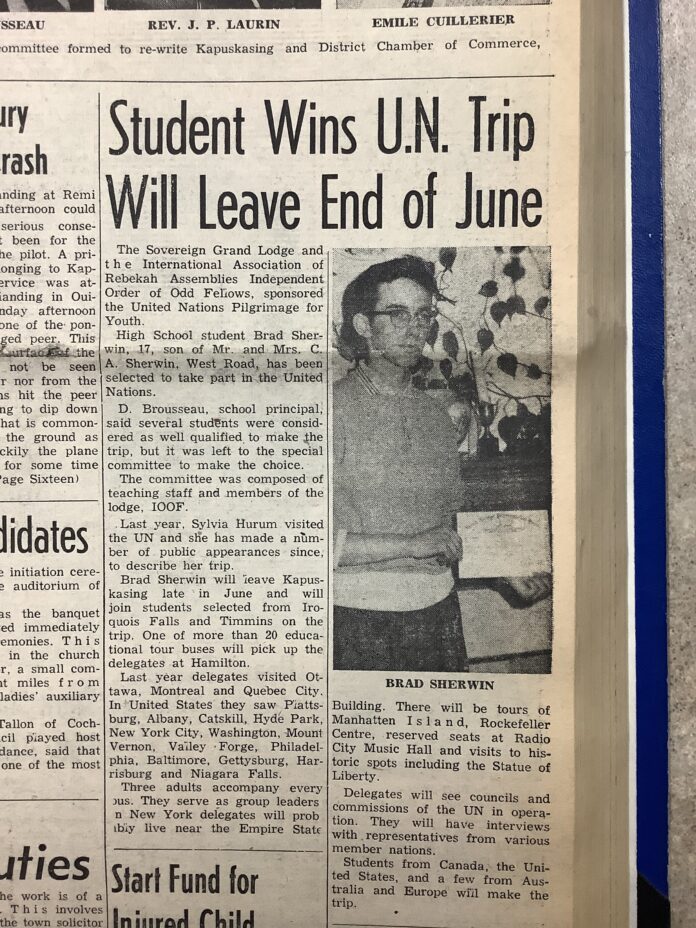 SSEAU
REV. J. P. LAURIN
EMILE CUILLERIER
ommittee formed to re-write Kapuskasing and District Chamber of Commerce,
ury
rash
anding at Remi
afternoon could
serious conse-
t been for the
he pilot. A pri-
onging to Kap-
ervice was at-
landing in Oui-
nday afternoon
one of the pon-
ged peer. This
surface of the
not be seen
r nor from the
ns hit the peer
ng to dip down
hat is common-
the ground as
ckily the plane
for some time
Page Sixteen)
didates
e initiation cere-
e auditorium of
as the banquet
ed immediately
emonies. This
in the church
r, a small com-
nt miles from
ladies' auxiliary
Tallon of Coch-
cil played host
dance, said that
one of the most
uties
he work is of a
. This involves
the town solicitor
Student Wins U.N. Trip
Will Leave End of June
The Sovereign Grand Lodge and
the International Association of
Rebekah Assemblies Independent
Order of Odd Fellows, sponsored
the United Nations Pilgrimage for
Youth.
High School student Brad Sher-
win, 17, son of Mr. and Mrs. C.
A. Sherwin, West Road, has been
selected to take part in the United
Nations.
D. Brousseau, school principal,
said several students were consid-
ered as well qualified to make the
trip, but it was left to the special
committee to make the choice.
The committee was composed of
teaching staff and members of the
lodge, IOOF.
Last year, Sylvia Hurum visited
the UN and she has made a num-
ber of public appearances since,
to describe her trip.
Brad Sherwin will leave Kapus-
kasing late in June and will
join students selected from Iro-
quois Falls and Timmins on the
trip. One of more than 20 educa-
tional tour buses will pick up the
delegates at Hamilton.
Last year delegates visited Ot-
tawa, Montreal and Quebec City.
In United States they saw Platts-
burg, Albany, Catskill, Hyde Park,
New York City, Washington, Mount
Vernon, Valley Forge, Philadel-
phia, Baltimore, Gettysburg, Har-
risburg and Niagara Falls.
Three adults accompany every
bus. They serve as group leaders
n New York delegates will prob
ibly live near the Empire State
Start Fund for
Injured Child
BRAD SHERWIN
Building. There will be tours of
Manhatten Island, Rockefeller
Centre, reserved seats at Radio
City Music Hall and visits to his-
toric spots including the Statue of
Liberty.
Delegates will see councils and
commissions of the UN in opera-
tion. They will have interviews
with representatives from various
member nations.
Students from Canada, the Uni-
ted States, and a few from Aus-
tralia and Europe will make the
trip.